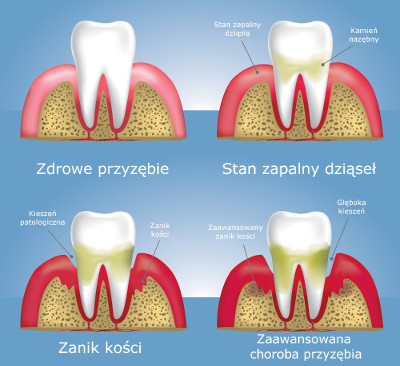 Stan zapalny
dziąsła
Kamień
nazębny
Zdrowe przyzębie
Stan zapalny dziąseł
Kieszeń
patologiczna
Zanik
kości
Zaawansowany
zanik kości
Głęboka
kieszeń
Zanik kości
Zaawansowana
choroba przyzębia